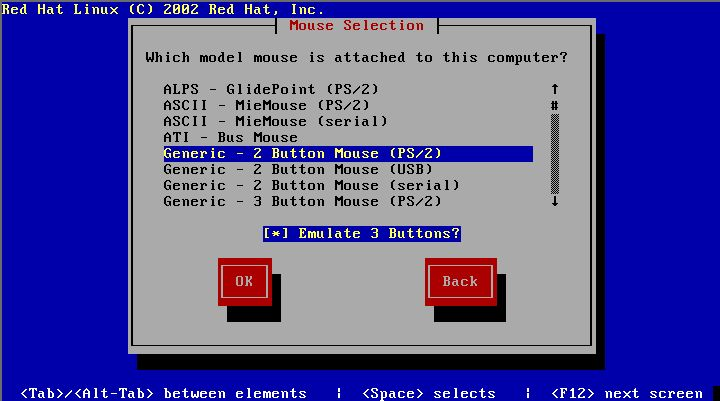 Red Hat Linux (C) 2002 Red Hat, Inc.
Mouse Selection
Which model mouse is attached to this computer?
ALPS - GlidePoint (PS/2) ↑
ASCII - MieMouse (PS/2) #
ASCII - MieMouse (serial)
ATI - Bus Mouse
Generic - 2 Button Mouse (PS/2)
Generic - 2 Button Mouse (USB)
Generic - 2 Button Mouse (serial)
Generic - 3 Button Mouse (PS/2) ↓
[*] Emulate 3 Buttons?
OK Back
<Tab>/<Alt-Tab> between elements | <Space> selects | <F12> next screen